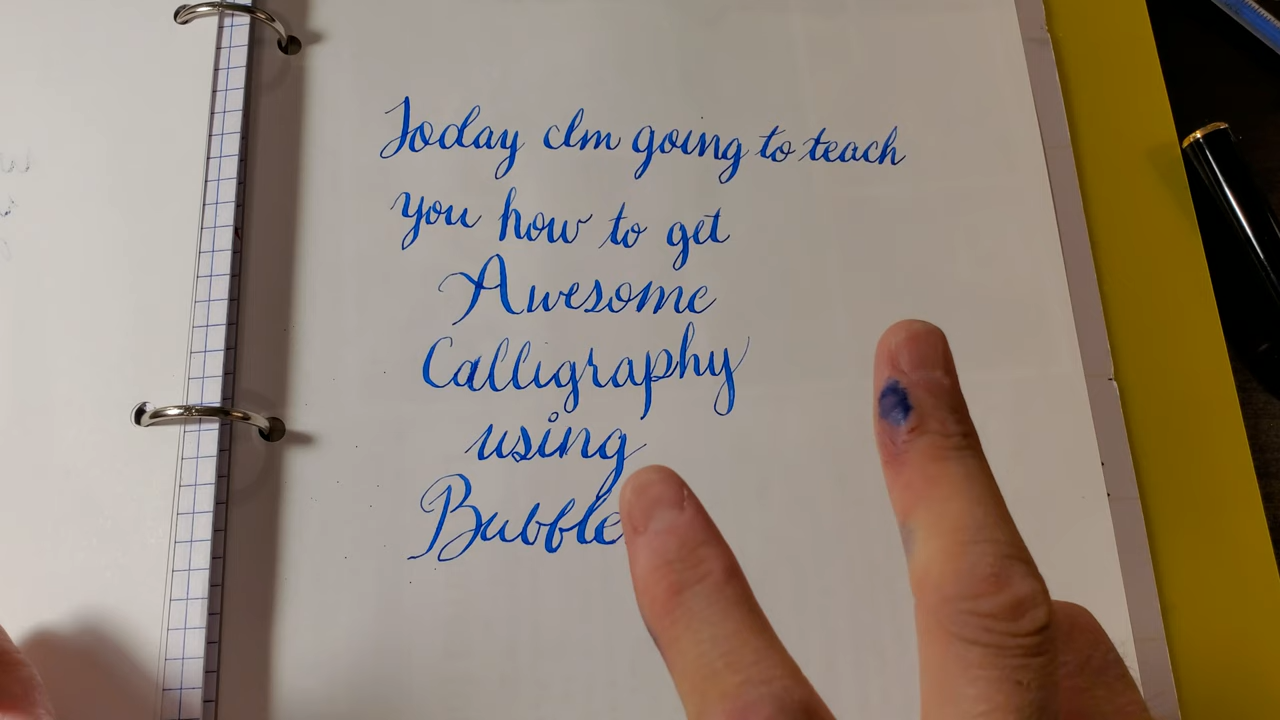 Today I'm going to teach
you how to get
Awesome
Calligraphy
using
Bubble